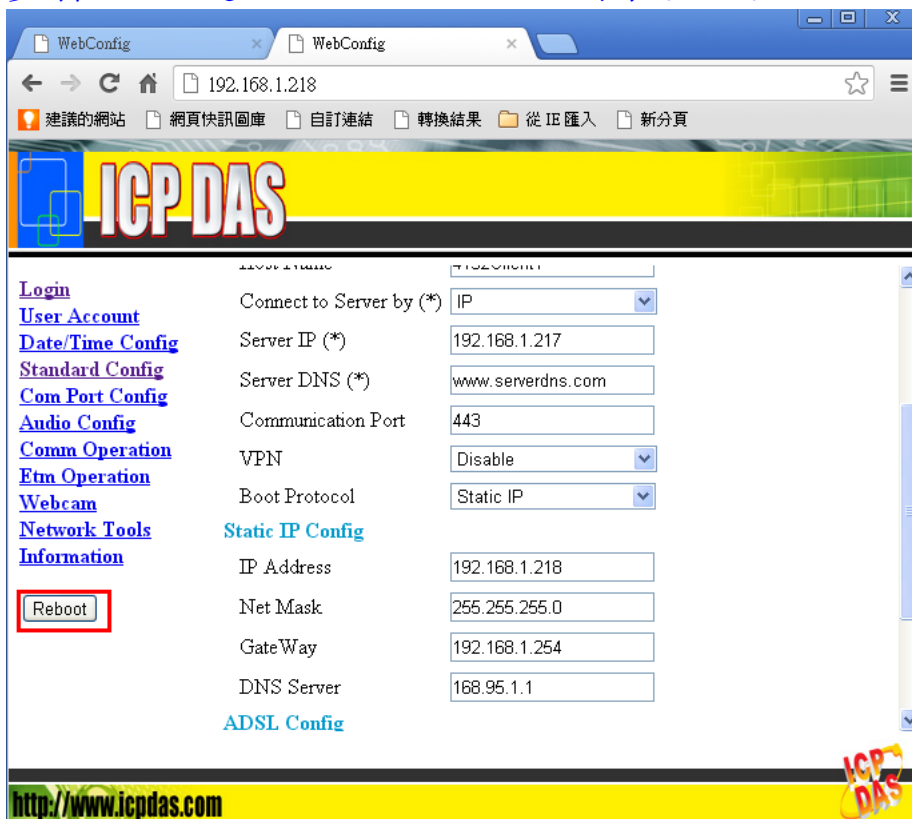 WebConfig × WebConfig ×
192.168.1.218
建議的網站 網頁快訊圖庫 自訂連結 轉換結果 從 IE 匯入 新分頁
ICP DAS
Login
User Account
Date/Time Config
Standard Config
Com Port Config
Audio Config
Comm Operation
Etm Operation
Webcam
Network Tools
Information
Reboot
Connect to Server by (*) IP
Server IP (*) 192.168.1.217
Server DNS (*) www.serverdns.com
Communication Port 443
VPN Disable
Boot Protocol Static IP
Static IP Config
IP Address 192.168.1.218
Net Mask 255.255.255.0
GateWay 192.168.1.254
DNS Server 168.95.1.1
ADSL Config
http://www.icpdas.com
ICP DAS